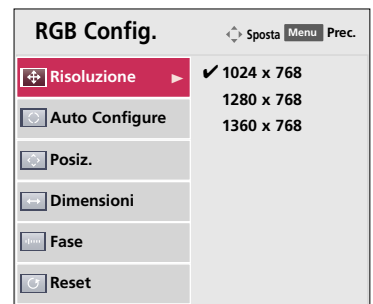 RGB Config. Sposta Menu Prec.
Risoluzione ► ✔ 1024 x 768
1280 x 768
1360 x 768
Auto Configure
Posiz.
Dimensioni
Fase
Reset